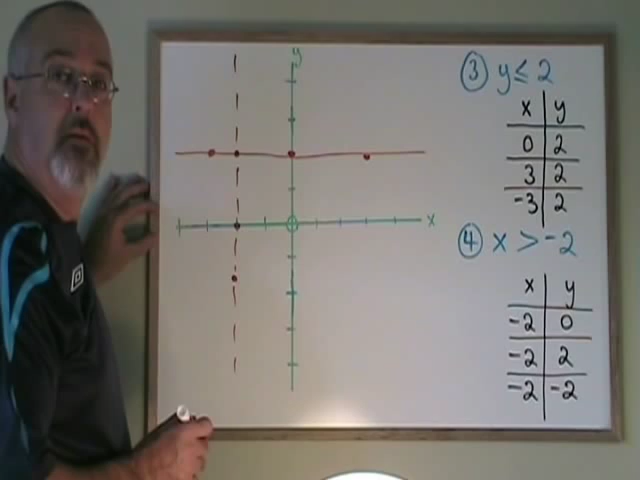 y
x
③ y ≤ 2
x y
0 2
3 2
-3 2
④ x > -2
x y
-2 0
-2 2
-2 -2